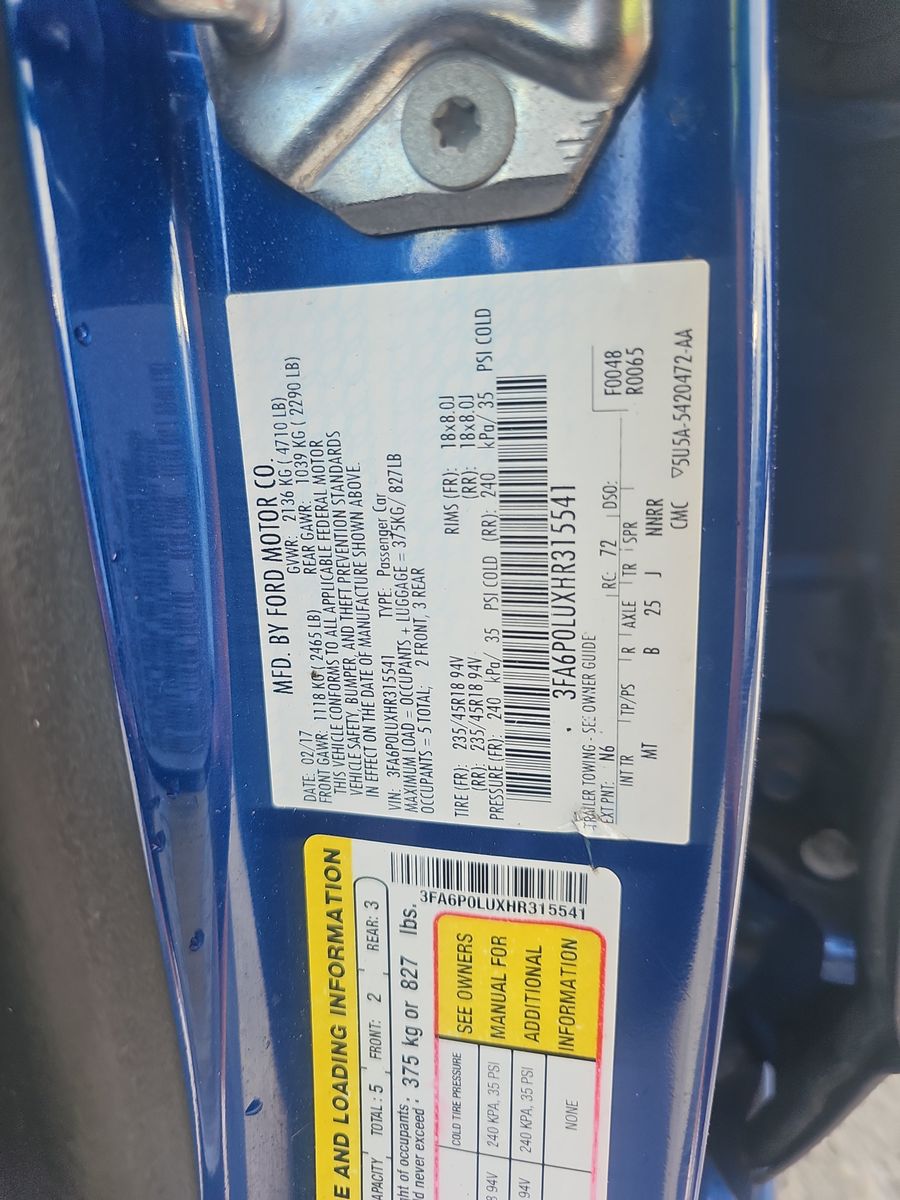 MFD. BY FORD MOTOR CO.
DATE: 02/17 GVWR: 2136 KG ( 4710 LB)
FRONT GAWR: 1118 KG ( 2465 LB) REAR GAWR: 1039 KG ( 2290 LB)
THIS VEHICLE CONFORMS TO ALL APPLICABLE FEDERAL MOTOR
VEHICLE SAFETY, BUMPER, AND THEFT PREVENTION STANDARDS
IN EFFECT ON THE DATE OF MANUFACTURE SHOWN ABOVE.
VIN: 3FA6P0LUXHR315541 TYPE: Passenger Car
MAXIMUM LOAD = OCCUPANTS + LUGGAGE = 375KG/ 827LB
OCCUPANTS = 5 TOTAL; 2 FRONT, 3 REAR
TIRE (FR): 235/45R18 94V RIMS (FR): 18x8.0J
(RR): 235/45R18 94V (RR): 18x8.0J
PRESSURE (FR): 240 kPa/ 35 PSI COLD (RR): 240 kPa/ 35 PSI COLD
3FA6P0LUXHR315541
TRAILER TOWING - SEE OWNER GUIDE
EXT PNT: N6 RC: 72 DSO: F0048
INT TR TP/PS R AXLE TR SPR R0065
MT B 25 J NNRR
CMC ▽5U5A-5420472-AA
E AND LOADING INFORMATION
APACITY TOTAL: 5 FRONT: 2 REAR: 3
ht of occupants
d never exceed : 375 kg or 827 lbs.
3FA6P0LUXHR315541
COLD TIRE PRESSURE
94V 240 KPA, 35 PSI
94V 240 KPA, 35 PSI
NONE
SEE OWNERS
MANUAL FOR
ADDITIONAL
INFORMATION